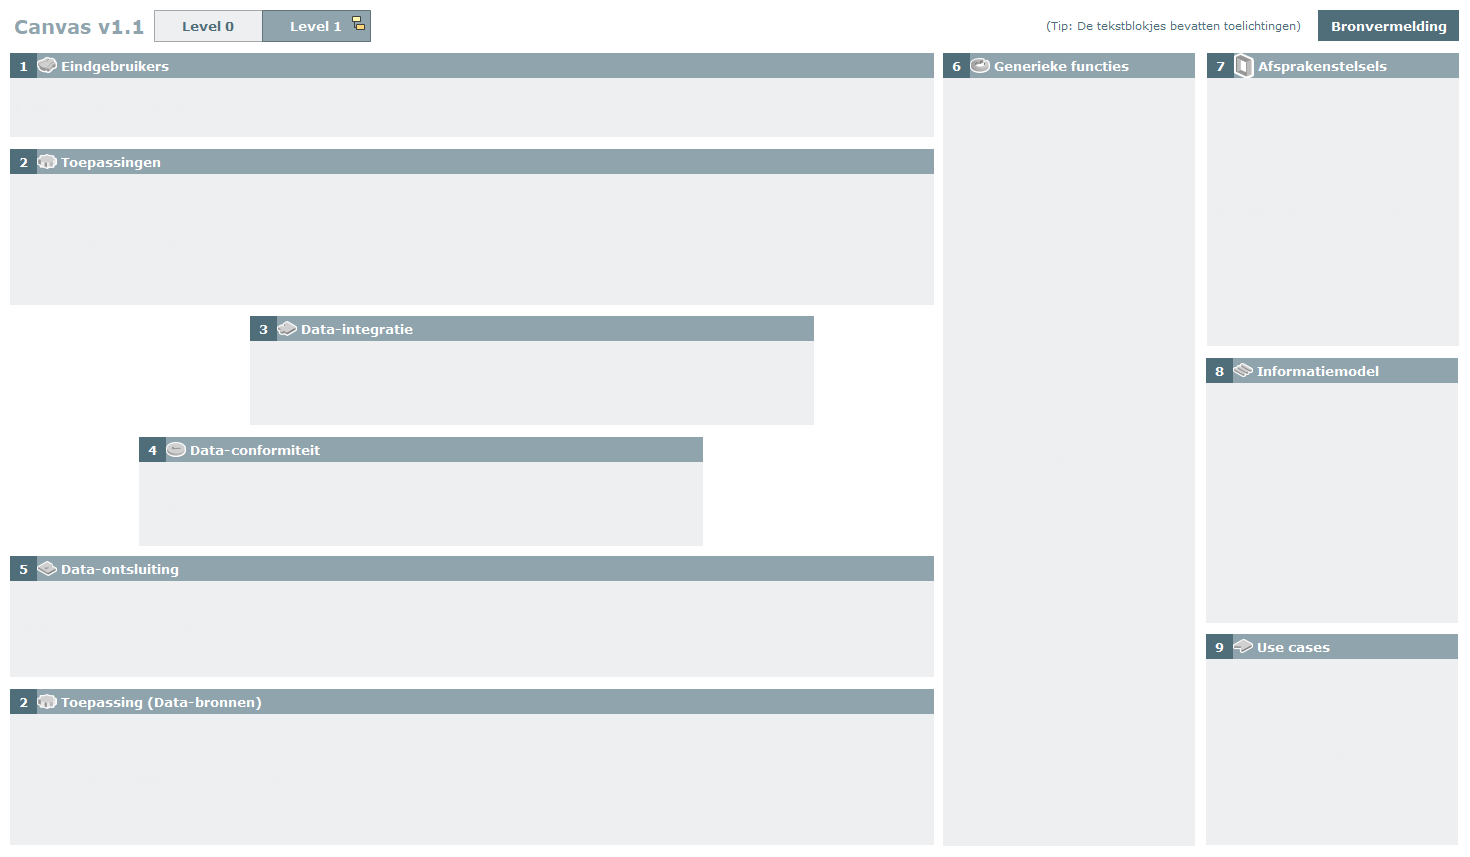 Canvas v1.1
Level 0
Level 1
(Tip: De tekstblokjes bevatten toelichtingen)
Bronvermelding
1 Eindgebruikers
2 Toepassingen
3 Data-integratie
4 Data-conformiteit
5 Data-ontsluiting
2 Toepassing (Data-bronnen)
6 Generieke functies
7 Afsprakenstelsels
8 Informatiemodel
9 Use cases